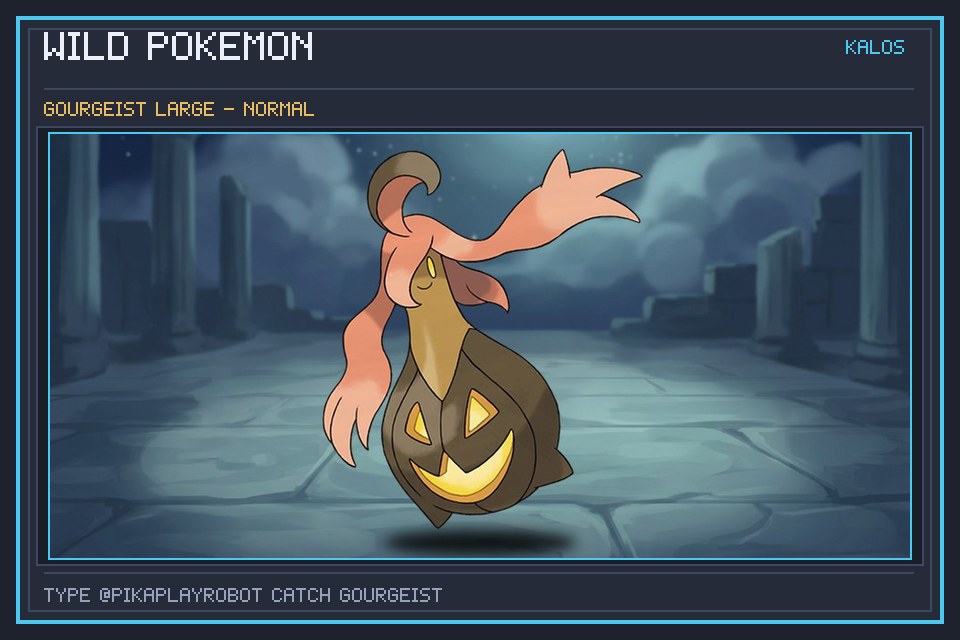 WILD POKEMON
KALOS
GOURGEIST LARGE - NORMAL
TYPE @PIKAPLAYROBOT CATCH GOURGEIST